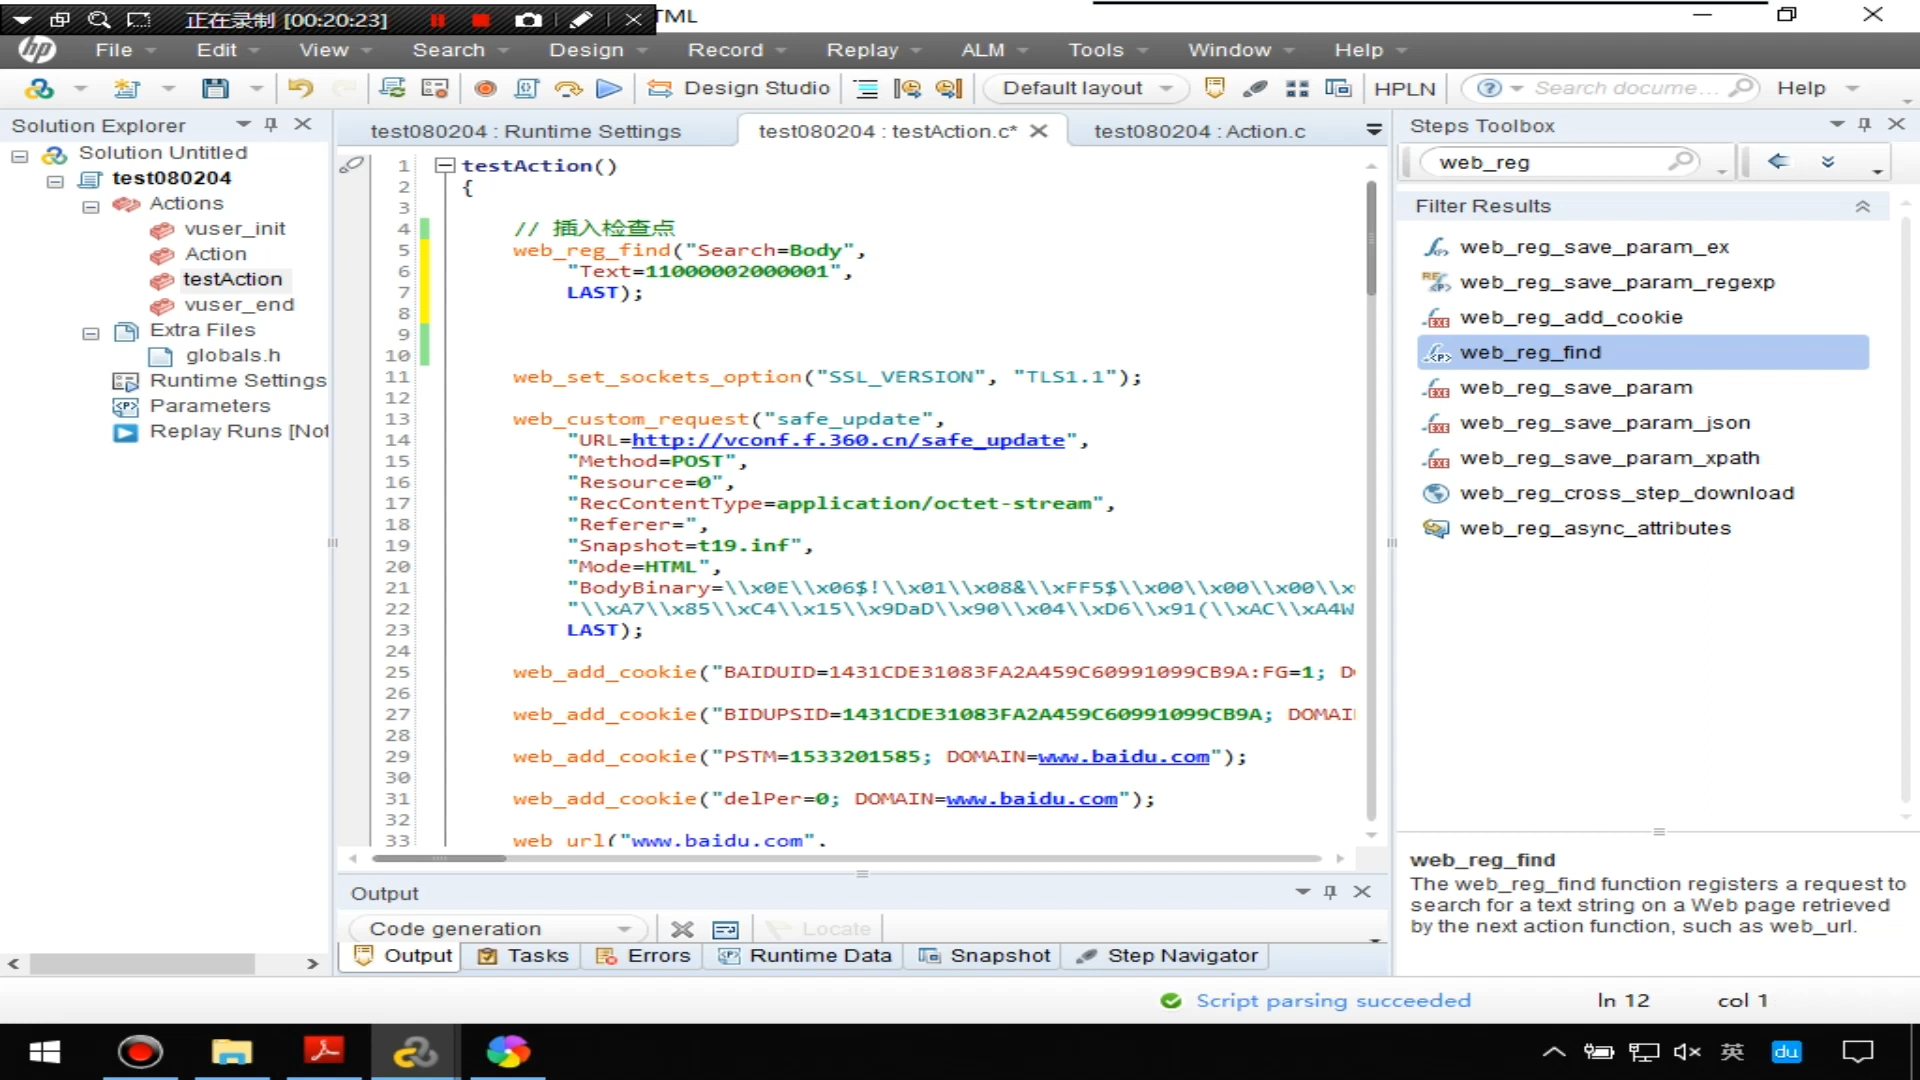 正在录制 [00:20:23]
TML
hp File Edit View Search Design Record Replay ALM Tools Window Help
Design Studio Default layout HPLN Search docume... Help
Solution Explorer
Solution Untitled
test080204
Actions
vuser_init
Action
testAction
vuser_end
Extra Files
globals.h
Runtime Settings
Parameters
Replay Runs [Not
test080204 : Runtime Settings test080204 : testAction.c* test080204 : Action.c
1 testAction()
2 {
3
4 // 插入检查点
5 web_reg_find("Search=Body",
6 "Text=11000002000001",
7 LAST);
8
9
10
11 web_set_sockets_option("SSL_VERSION", "TLS1.1");
12
13 web_custom_request("safe_update",
14 "URL=http://vconf.f.360.cn/safe_update",
15 "Method=POST",
16 "Resource=0",
17 "RecContentType=application/octet-stream",
18 "Referer=",
19 "Snapshot=t19.inf",
20 "Mode=HTML",
21 "BodyBinary=\\x0E\\x06$!\\x01\\x08&\\xFF5$\\x00\\x00\\x00\\x
22 "\\xA7\\x85\\xC4\\x15\\x9DaD\\x90\\x04\\xD6\\x91(\\xAC\\xA4W
23 LAST);
24
25 web_add_cookie("BAIDUID=1431CDE31083FA2A459C60991099CB9A:FG=1; D
26
27 web_add_cookie("BIDUPSID=1431CDE31083FA2A459C60991099CB9A; DOMAI
28
29 web_add_cookie("PSTM=1533201585; DOMAIN=www.baidu.com");
30
31 web_add_cookie("delPer=0; DOMAIN=www.baidu.com");
32
33 web_url("www.baidu.com",
Output
Code generation Locate
Output Tasks Errors Runtime Data Snapshot Step Navigator
Steps Toolbox
web_reg
Filter Results
web_reg_save_param_ex
web_reg_save_param_regexp
web_reg_add_cookie
web_reg_find
web_reg_save_param
web_reg_save_param_json
web_reg_save_param_xpath
web_reg_cross_step_download
web_reg_async_attributes
web_reg_find
The web_reg_find function registers a request to
search for a text string on a Web page retrieved
by the next action function, such as web_url.
Script parsing succeeded ln 12 col 1
英 du